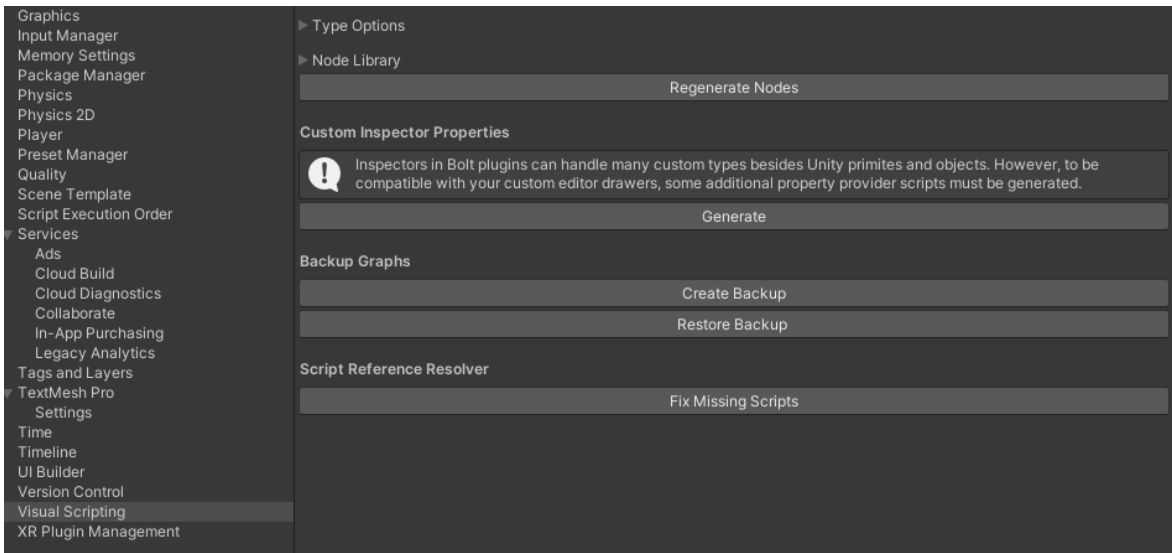 Graphics
Input Manager
Memory Settings
Package Manager
Physics
Physics 2D
Player
Preset Manager
Quality
Scene Template
Script Execution Order
Services
Ads
Cloud Build
Cloud Diagnostics
Collaborate
In-App Purchasing
Legacy Analytics
Tags and Layers
TextMesh Pro
Settings
Time
Timeline
UI Builder
Version Control
Visual Scripting
XR Plugin Management
Type Options
Node Library
Regenerate Nodes
Custom Inspector Properties
Inspectors in Bolt plugins can handle many custom types besides Unity primites and objects. However, to be
compatible with your custom editor drawers, some additional property provider scripts must be generated.
Generate
Backup Graphs
Create Backup
Restore Backup
Script Reference Resolver
Fix Missing Scripts